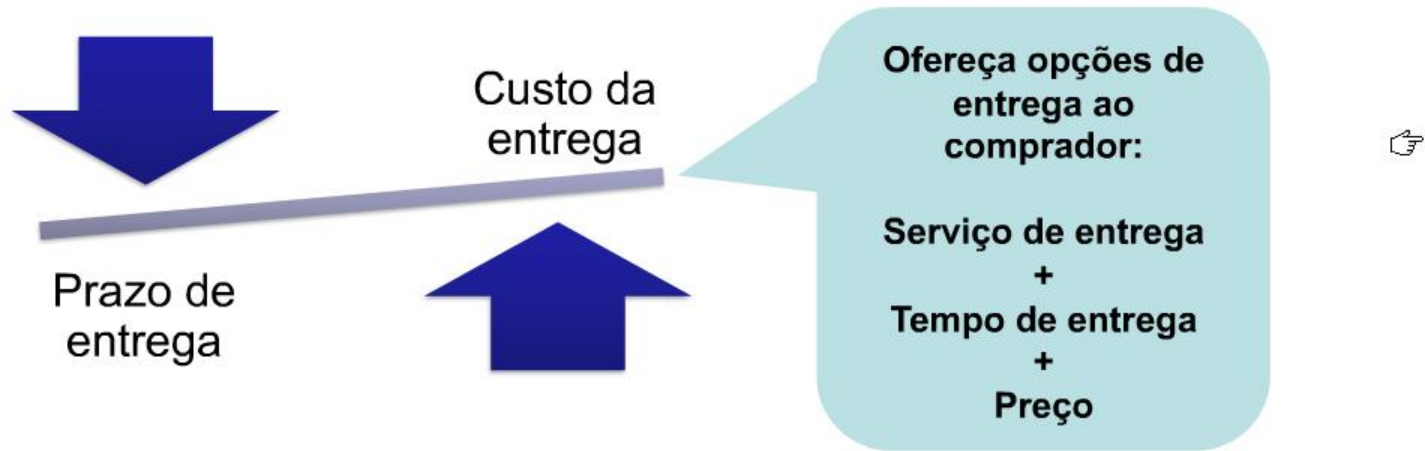 Custo da
entrega
Prazo de
entrega
Ofereça opções de
entrega ao
comprador:
Serviço de entrega
+
Tempo de entrega
+
Preço